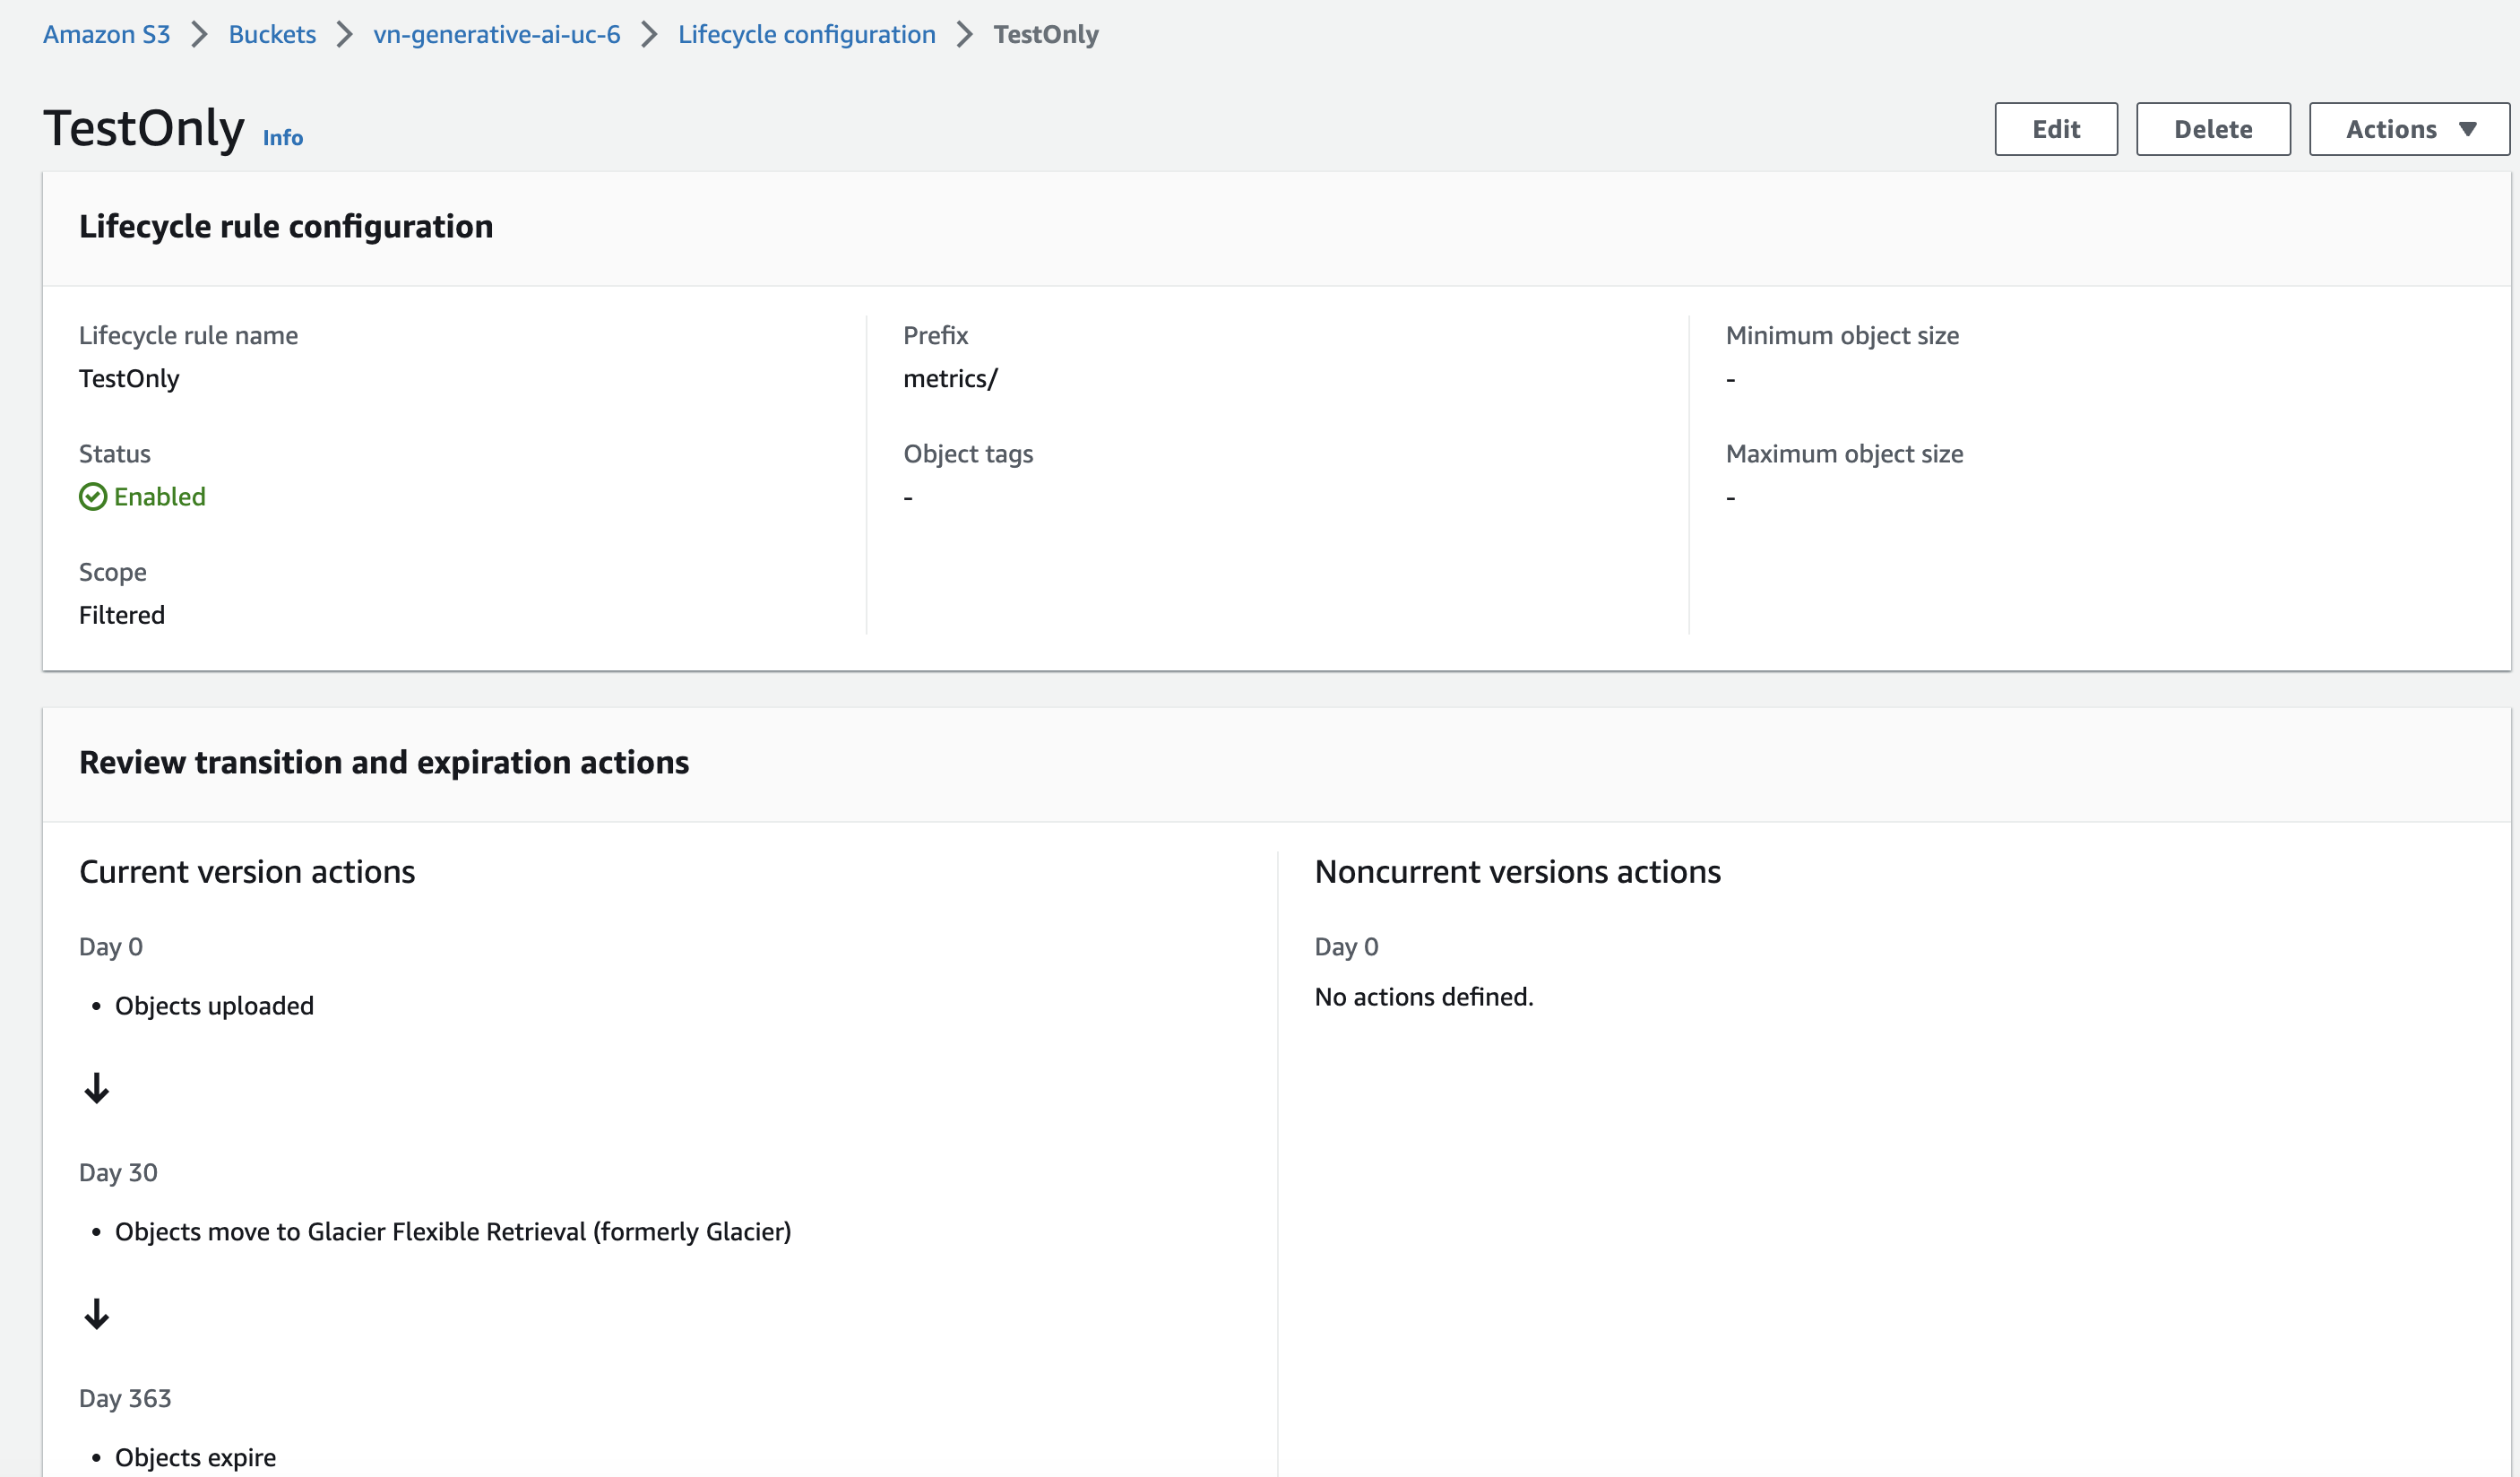 Amazon S3 > Buckets > vn-generative-ai-uc-6 > Lifecycle configuration > TestOnly
TestOnly Info
Edit
Delete
Actions
Lifecycle rule configuration
Lifecycle rule name
TestOnly
Status
Enabled
Scope
Filtered
Prefix
metrics/
Object tags
-
Minimum object size
-
Maximum object size
-
Review transition and expiration actions
Current version actions
Day 0
• Objects uploaded
Day 30
• Objects move to Glacier Flexible Retrieval (formerly Glacier)
Day 363
• Objects expire
Noncurrent versions actions
Day 0
No actions defined.